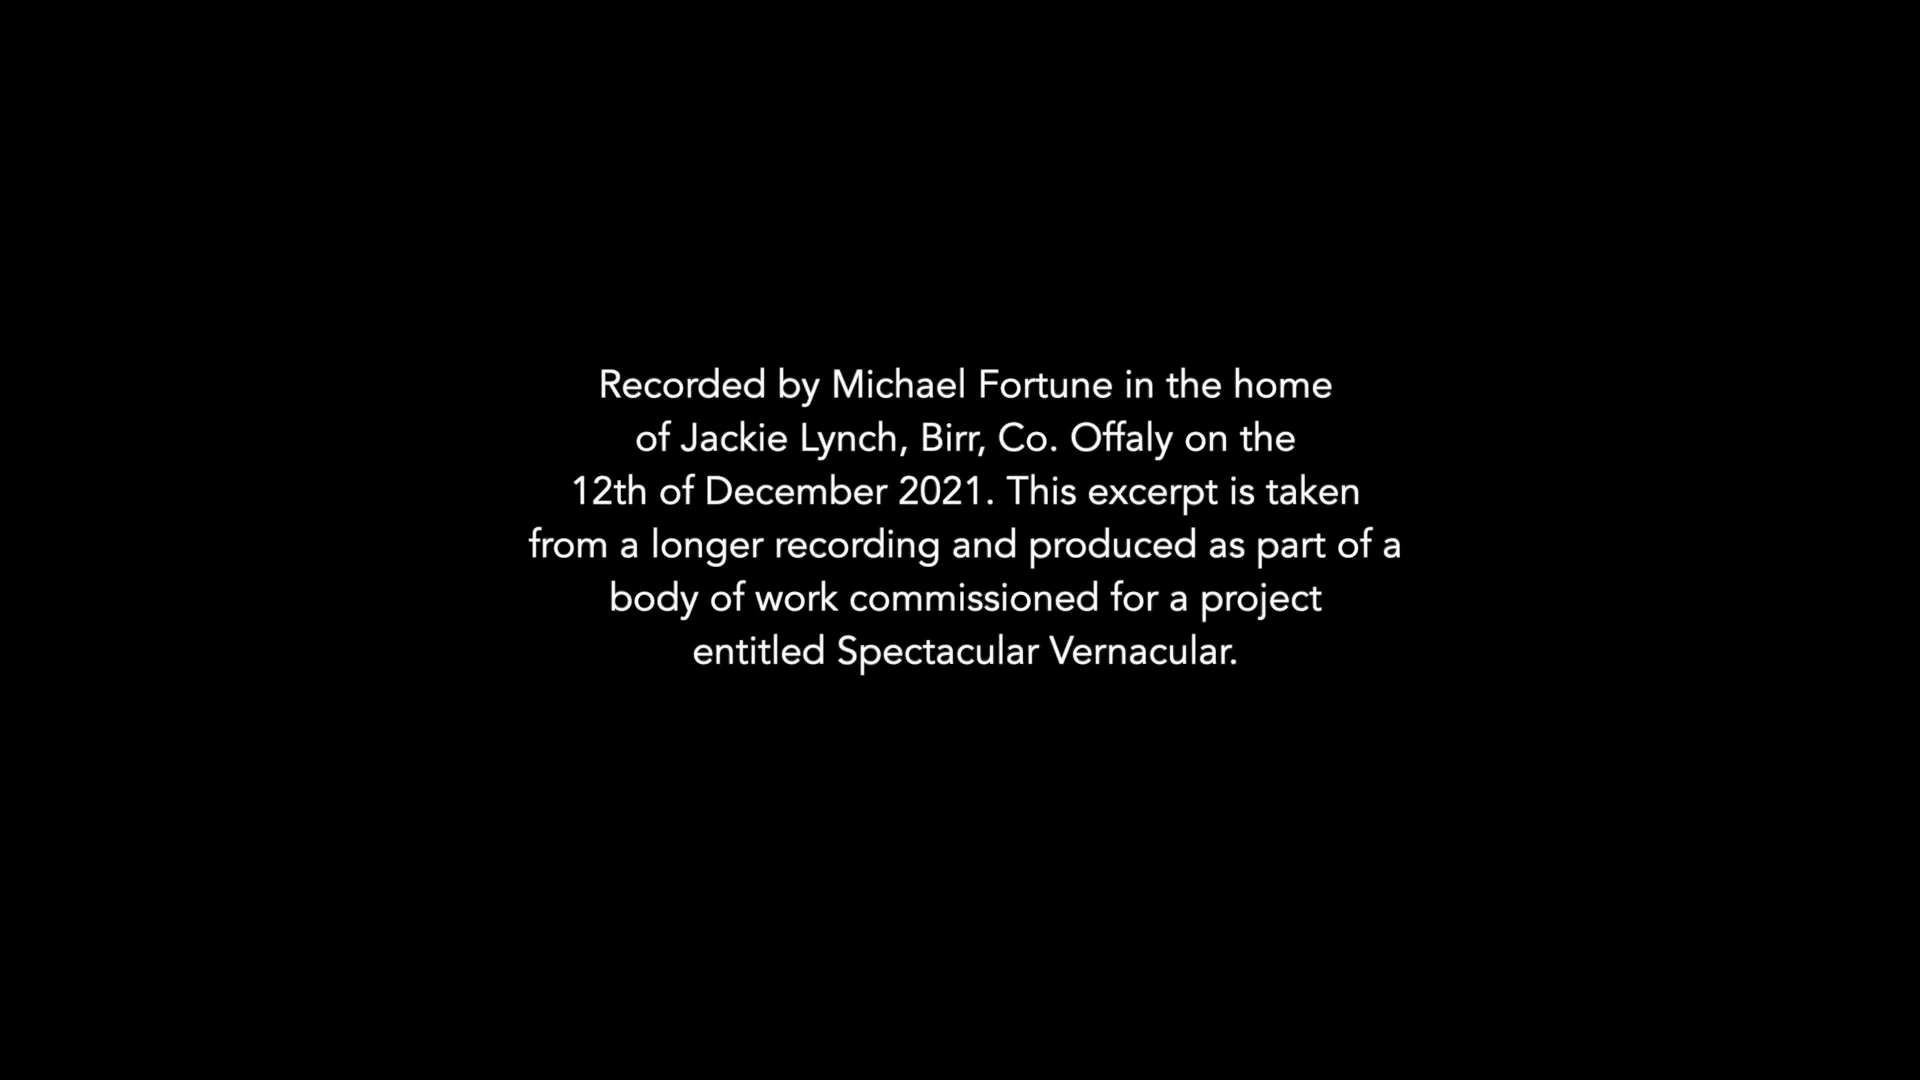 Recorded by Michael Fortune in the home
of Jackie Lynch, Birr, Co. Offaly on the
12th of December 2021. This excerpt is taken
from a longer recording and produced as part of a
body of work commissioned for a project
entitled Spectacular Vernacular.